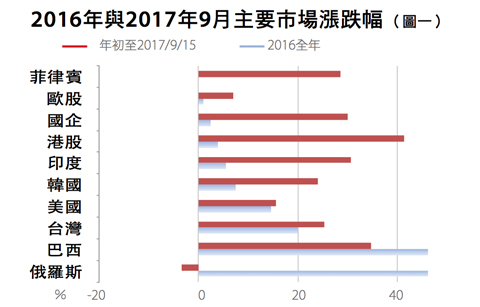 2016年與2017年9月主要市場漲跌幅（圖一）
年初至2017/9/15 2016全年
菲律賓
歐股
國企
港股
印度
韓國
美國
台灣
巴西
俄羅斯
% -20 0 20 40